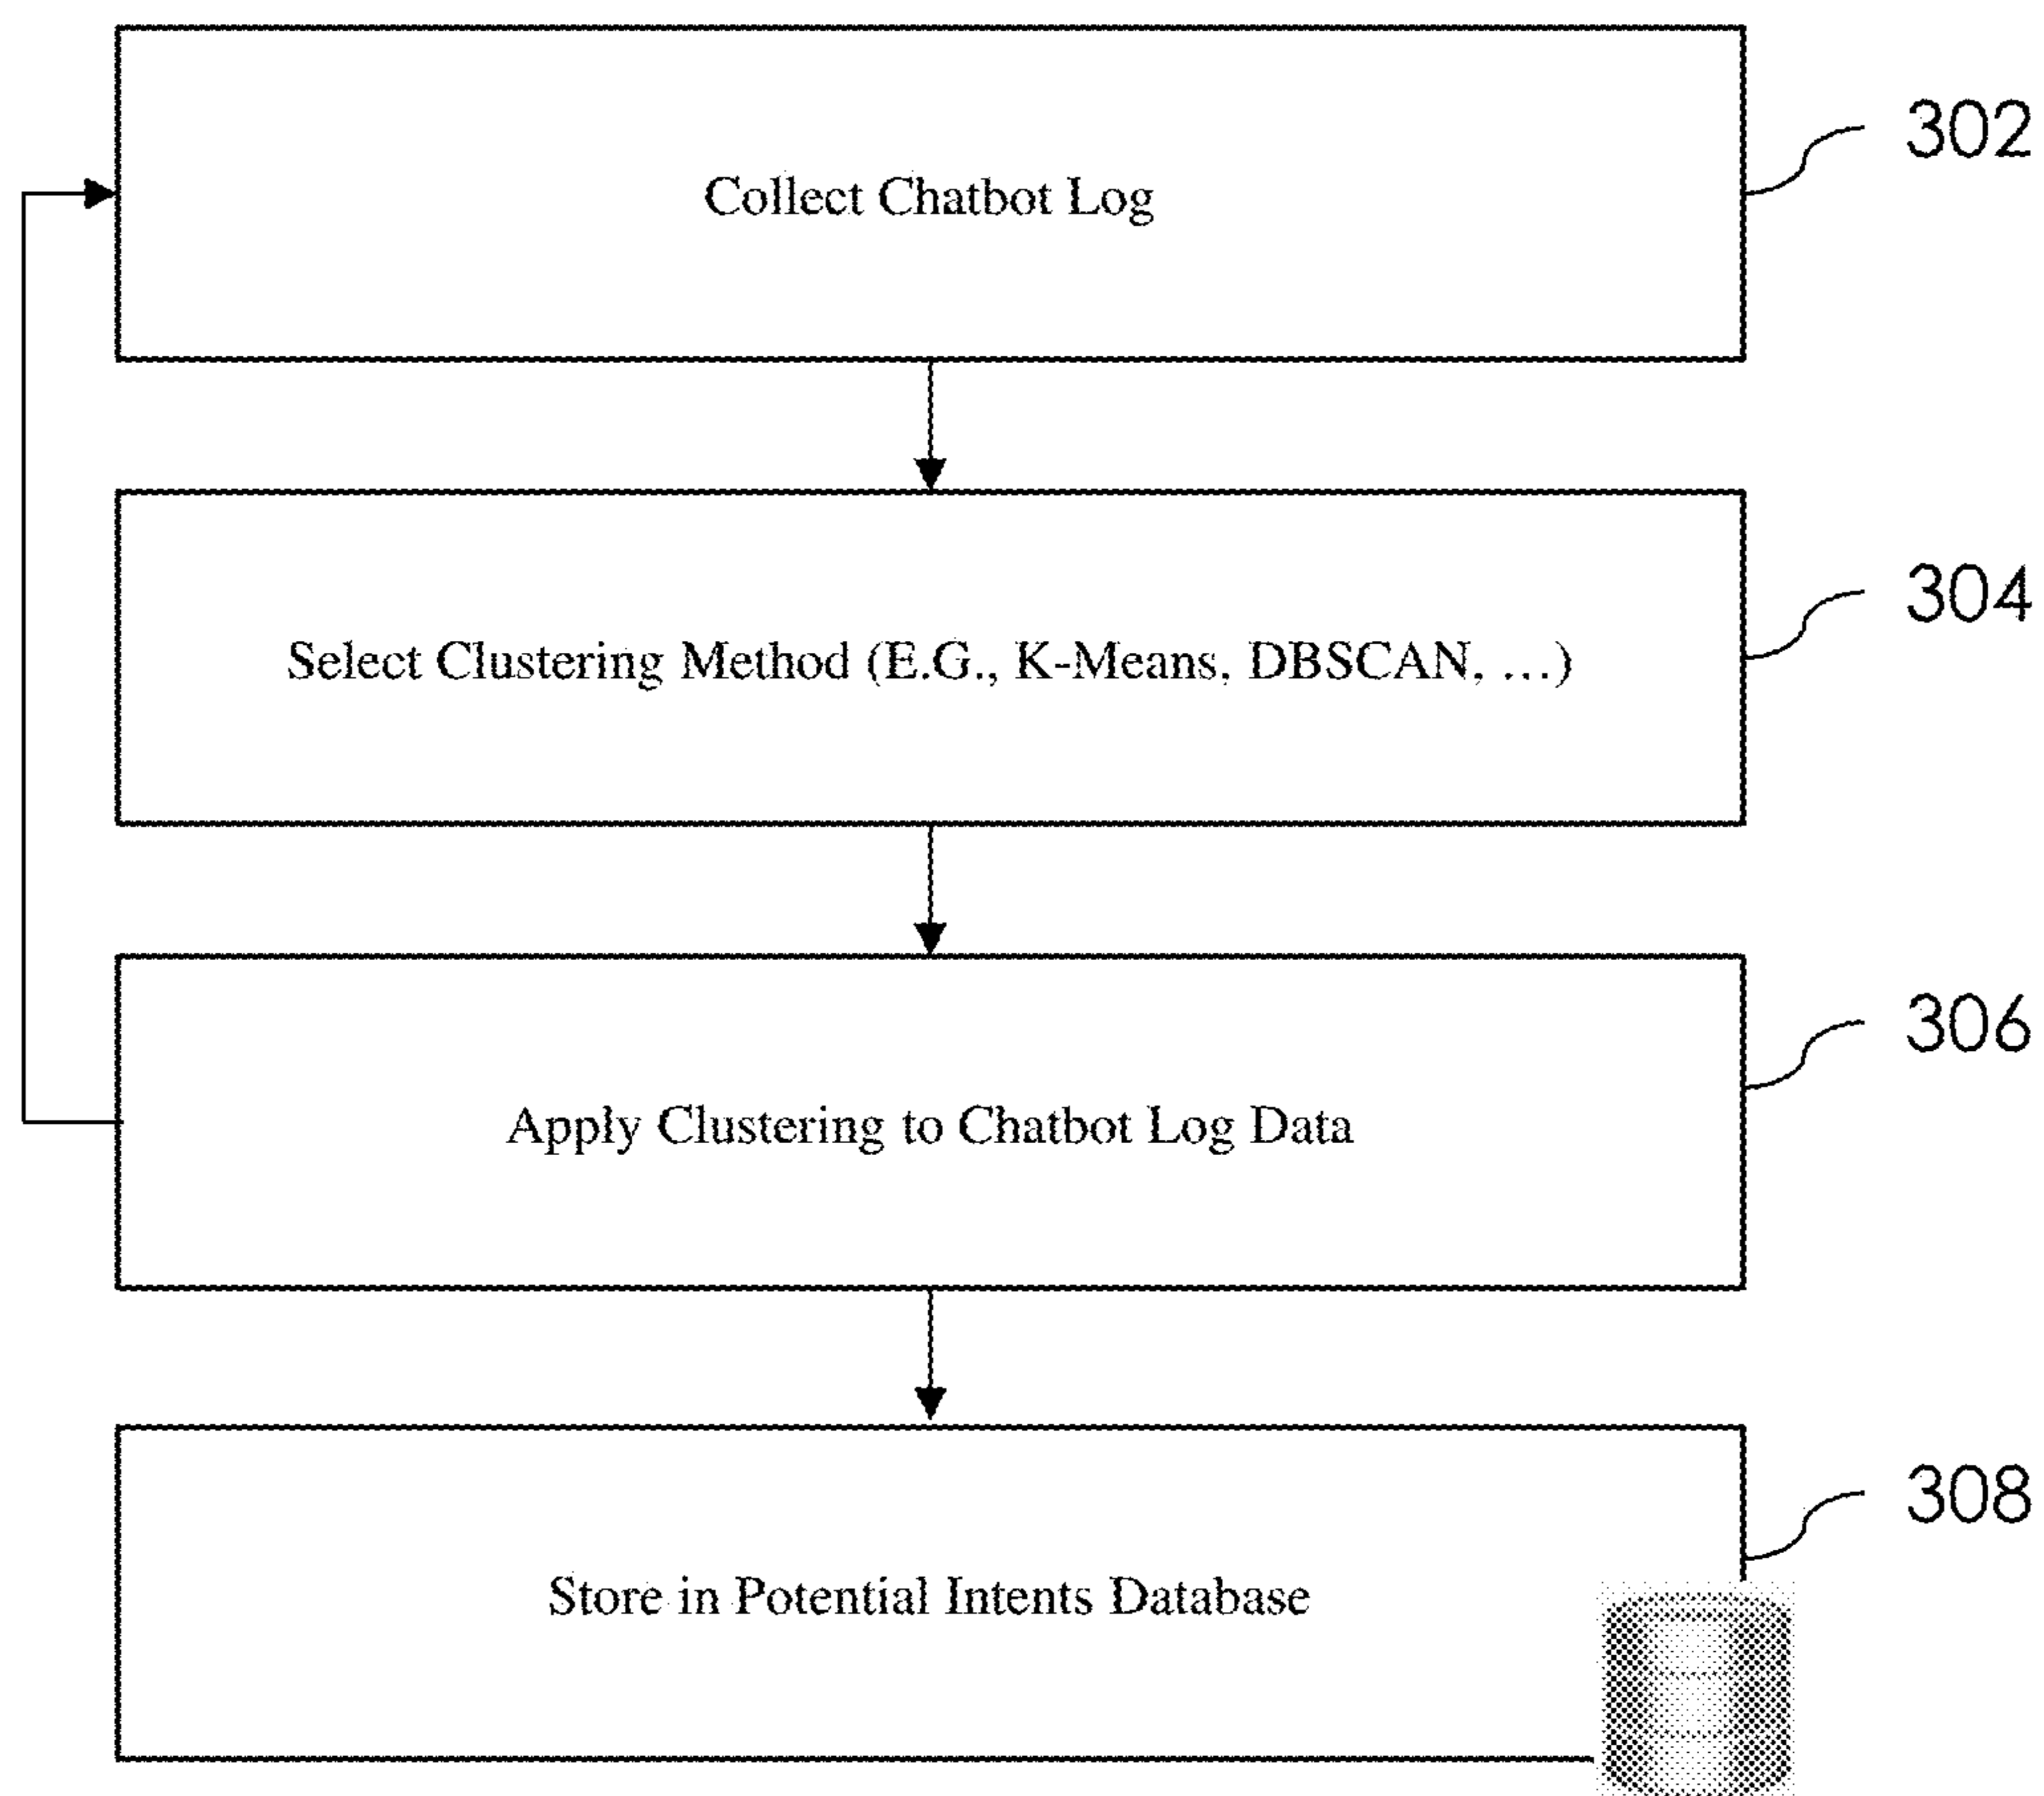 Collect Chatbot Log
302
Select Clustering Method (E.G., K-Means, DBSCAN, …)
304
Apply Clustering to Chatbot Log Data
306
Store in Potential Intents Database
308